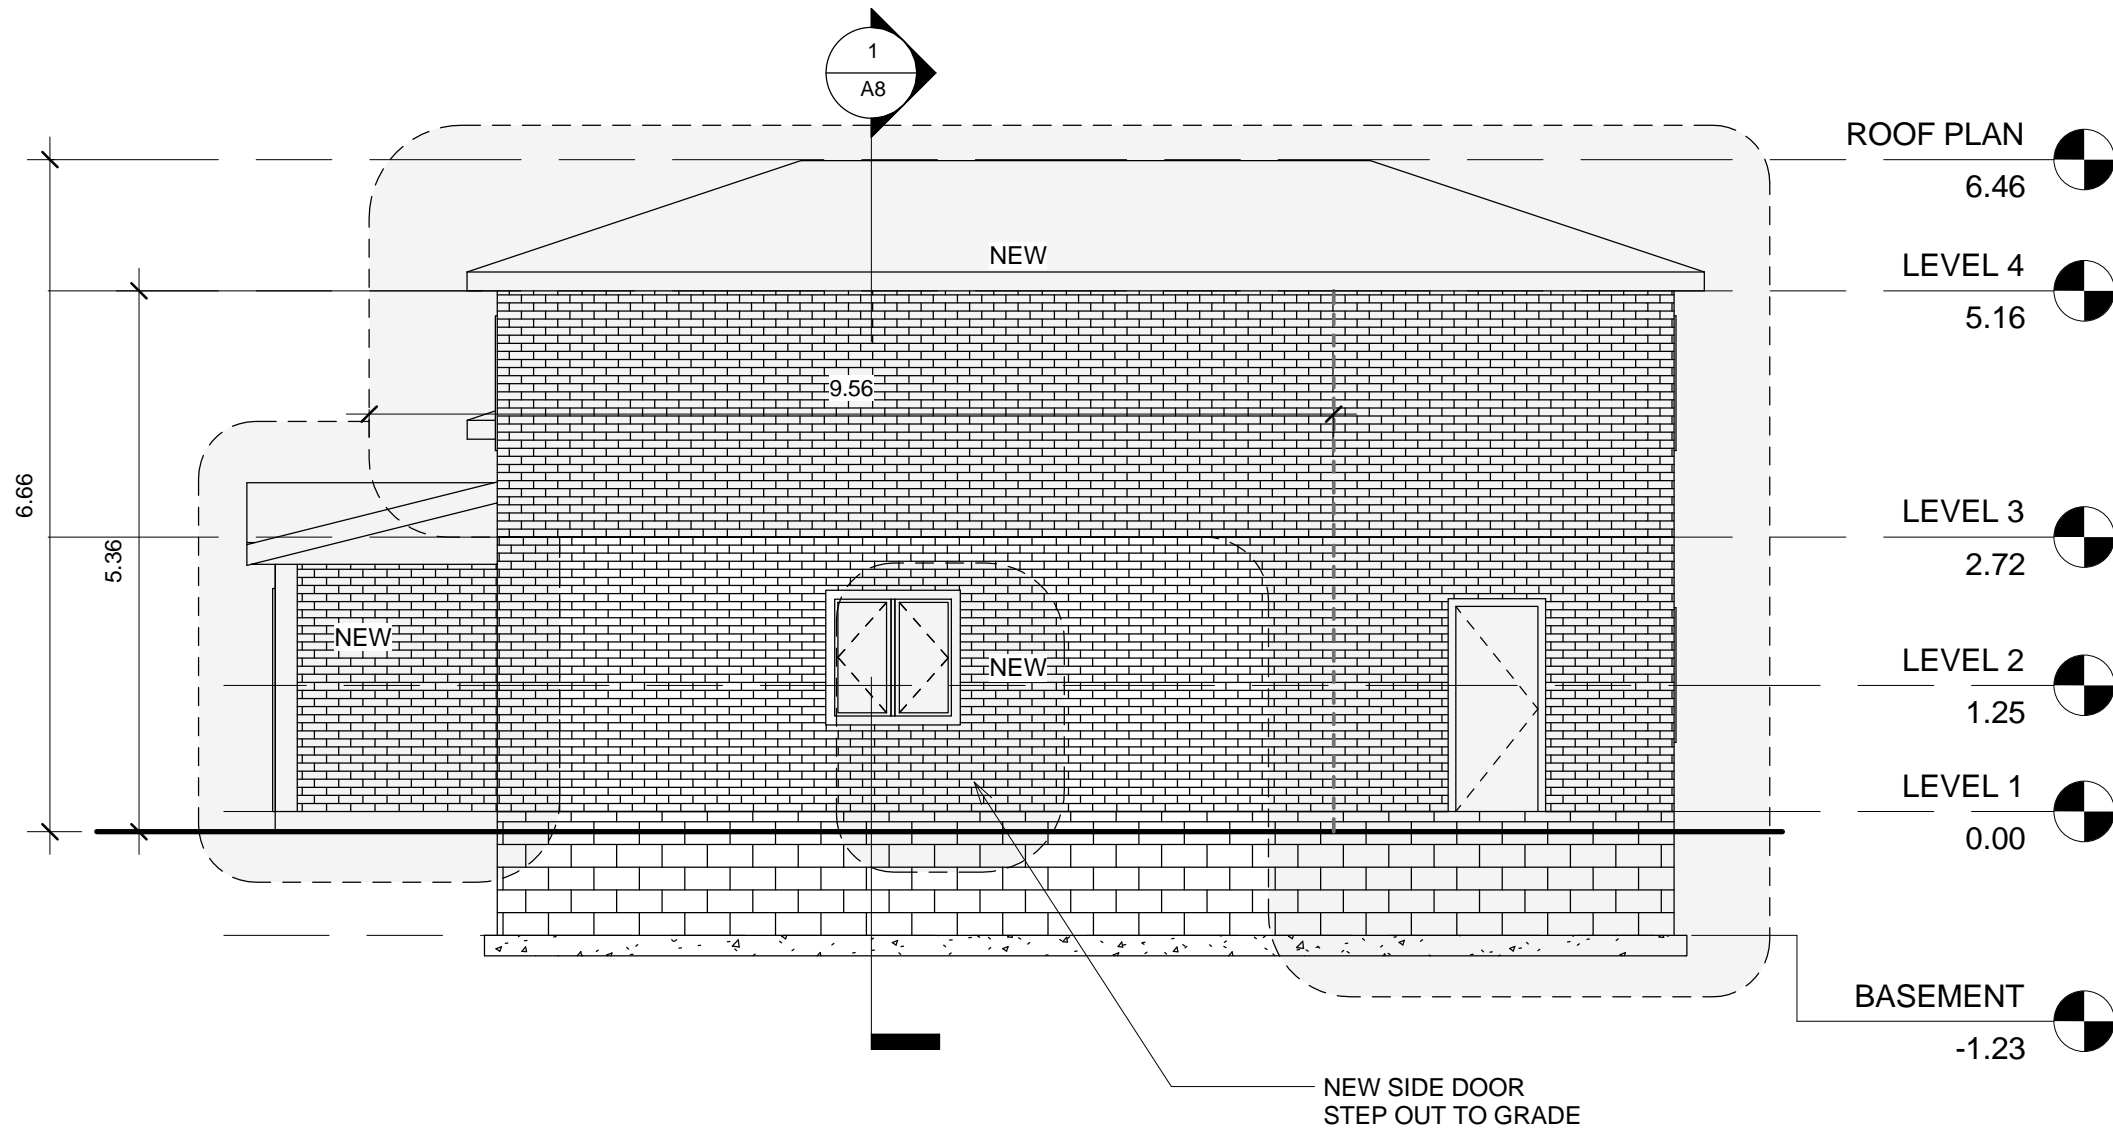 1
A8
ROOF PLAN
6.46
NEW
LEVEL 4
5.16
9.56
6.66
5.36
LEVEL 3
2.72
NEW
NEW
LEVEL 2
1.25
LEVEL 1
0.00
BASEMENT
-1.23
NEW SIDE DOOR
STEP OUT TO GRADE